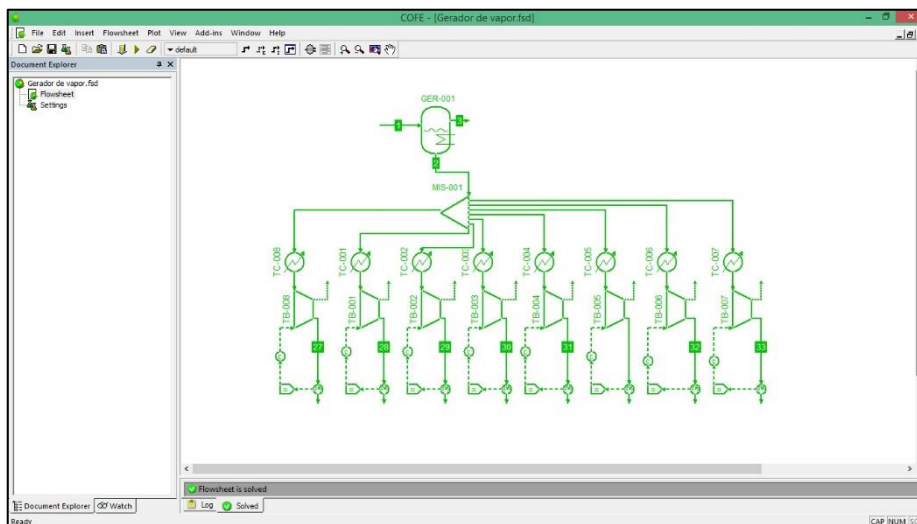 COFE - [Gerador de vapor.fsd]
File Edit Insert Flowsheet Plot View Add-ins Window Help
default
Document Explorer
Gerador de vapor.fsd
Flowsheet
Settings
GER-001
1
3
2
MIS-001
TC-008
TC-001
TC-002
TC-003
TC-004
TC-005
TC-006
TC-007
TB-008
TB-001
TB-002
TB-003
TB-004
TB-005
TB-006
TB-007
27
28
29
30
31
32
33
Flowsheet is solved
Document Explorer
Watch
Log
Solved
Ready
CAP NUM